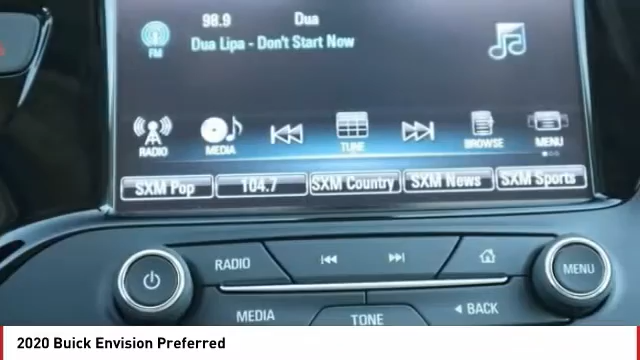 98.9 Dua
FM Dua Lipa - Don't Start Now
RADIO MEDIA TUNE BROWSE MENU
SXM Pop 104.7 SXM Country SXM News SXM Sports
RADIO MENU
MEDIA TONE BACK
2020 Buick Envision Preferred